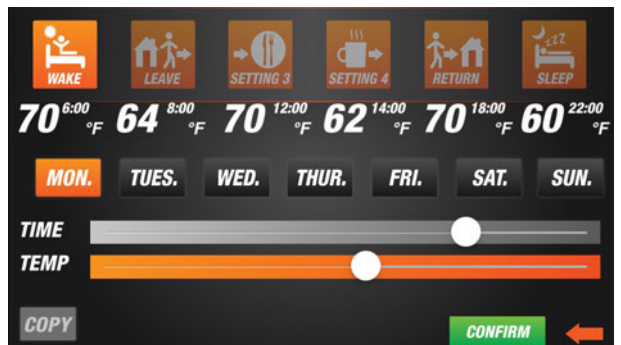 WAKE LEAVE SETTING 3 SETTING 4 RETURN zzz SLEEP
70 6:00 °F 64 8:00 °F 70 12:00 °F 62 14:00 °F 70 18:00 °F 60 22:00 °F
MON. TUES. WED. THUR. FRI. SAT. SUN.
TIME
TEMP
COPY CONFIRM